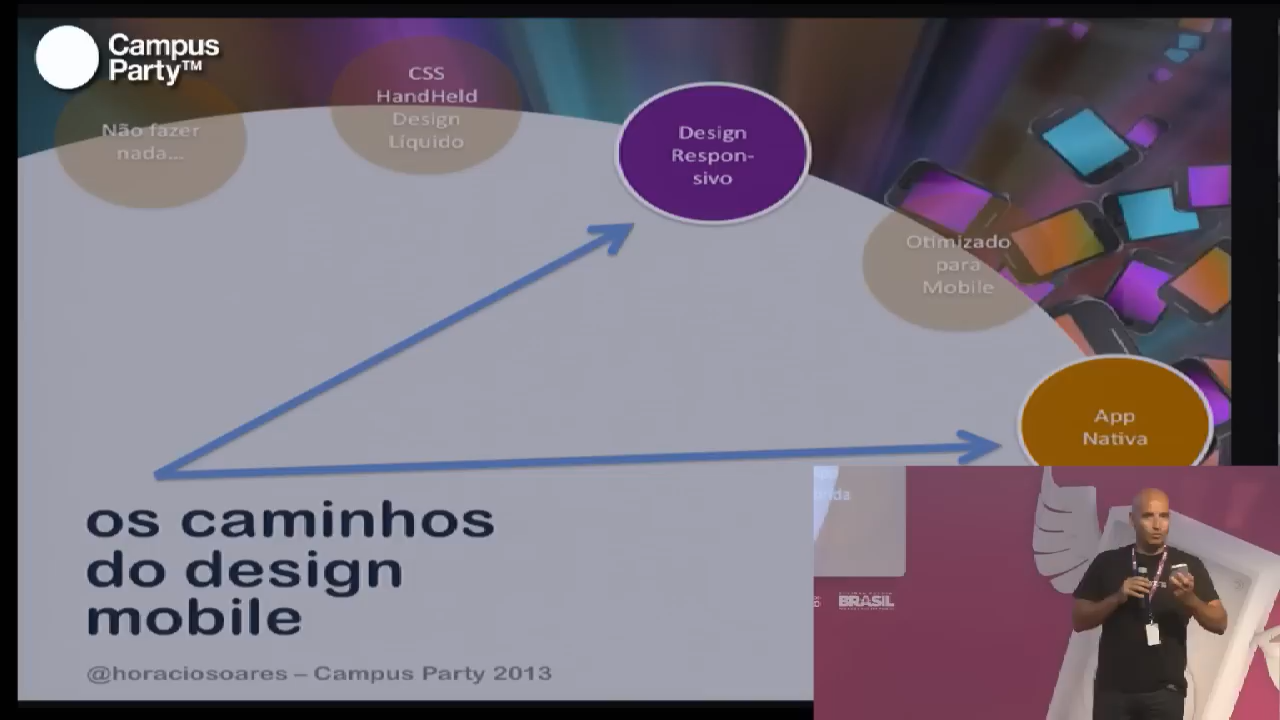 Campus
Party™
Não fazer
nada...
CSS
HandHeld
Design
Líquido
Design
Respon-
sivo
Otimizado
para
Mobile
App
Nativa
os caminhos
do design
mobile
@horaciosoares – Campus Party 2013
BRASIL